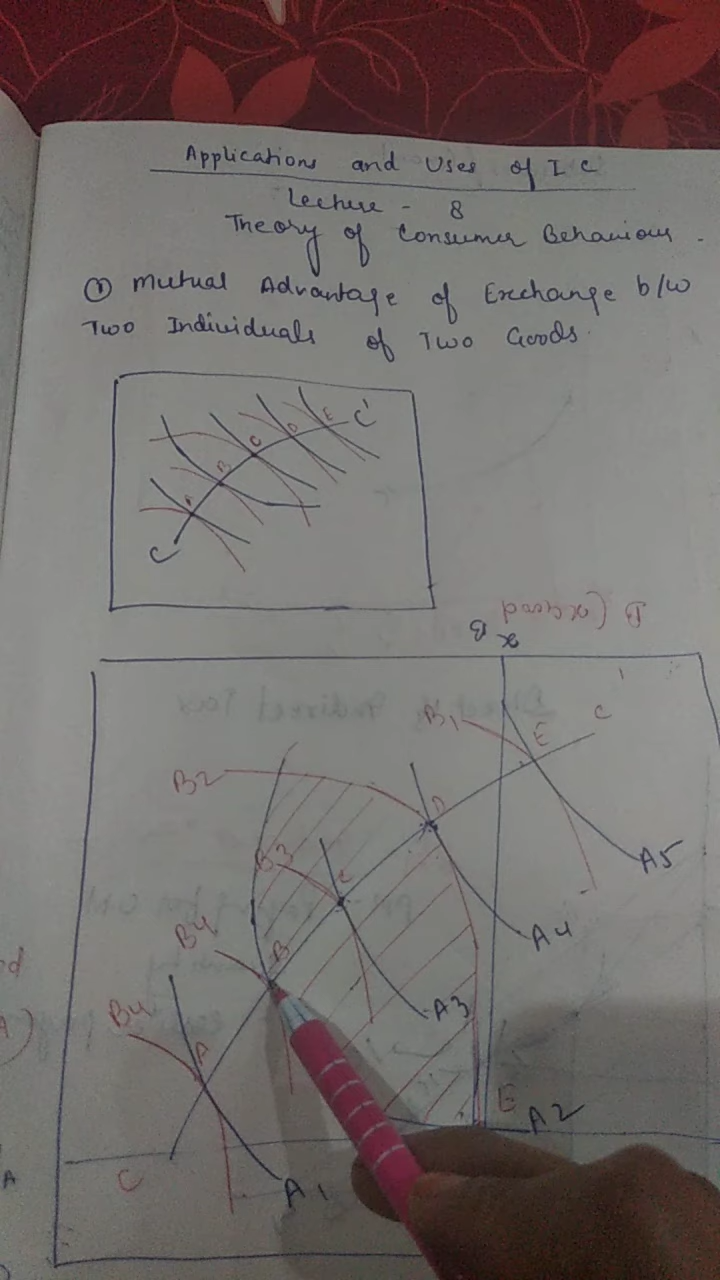 Applications and Uses of I C
Lecture - 8
Theory of Consumer Behaviour.
① Mutual Advantage of Exchange b/w
Two Individuals of Two Goods.
E
C'
D
C
B
A
C
B (x good
x
B1
E
C'
B2
D
B3
C
A5
A4
B4
B
A3
B4
A
E
A2
C
A1